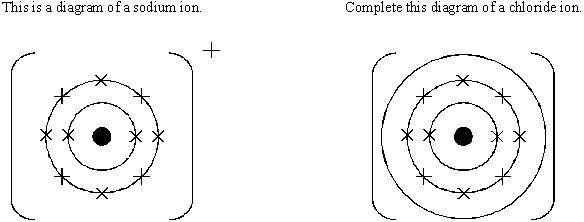 This is a diagram of a sodium ion.
Complete this diagram of a chloride ion.
+